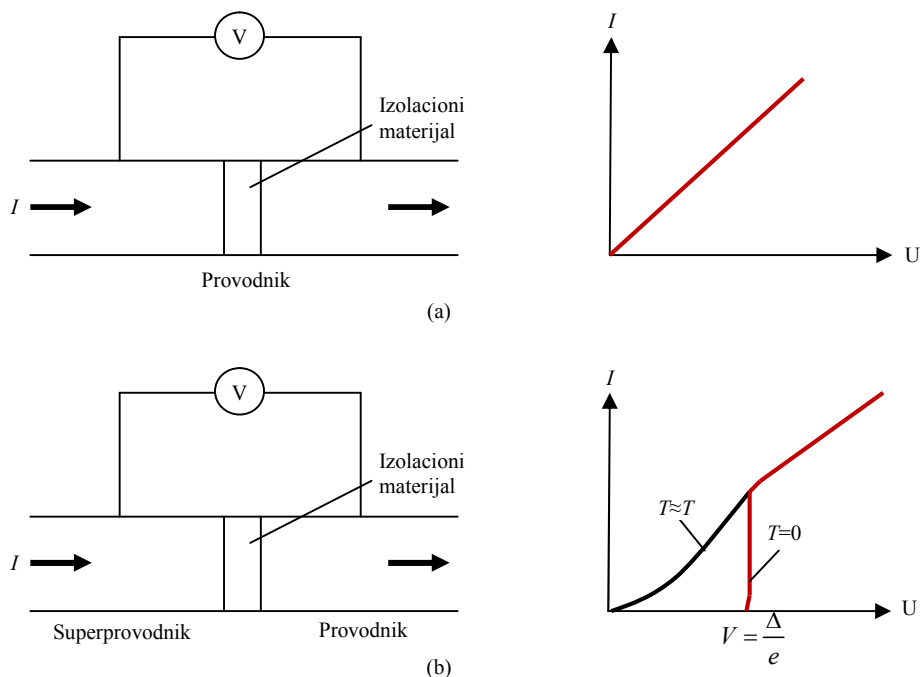 V
I
Izolacioni
materijal
I
U
Provodnik
(a)
V
I
Izolacioni
materijal
T≈T
T=0
I
U
Superprovodnik
Provodnik
V = Δ/e
(b)